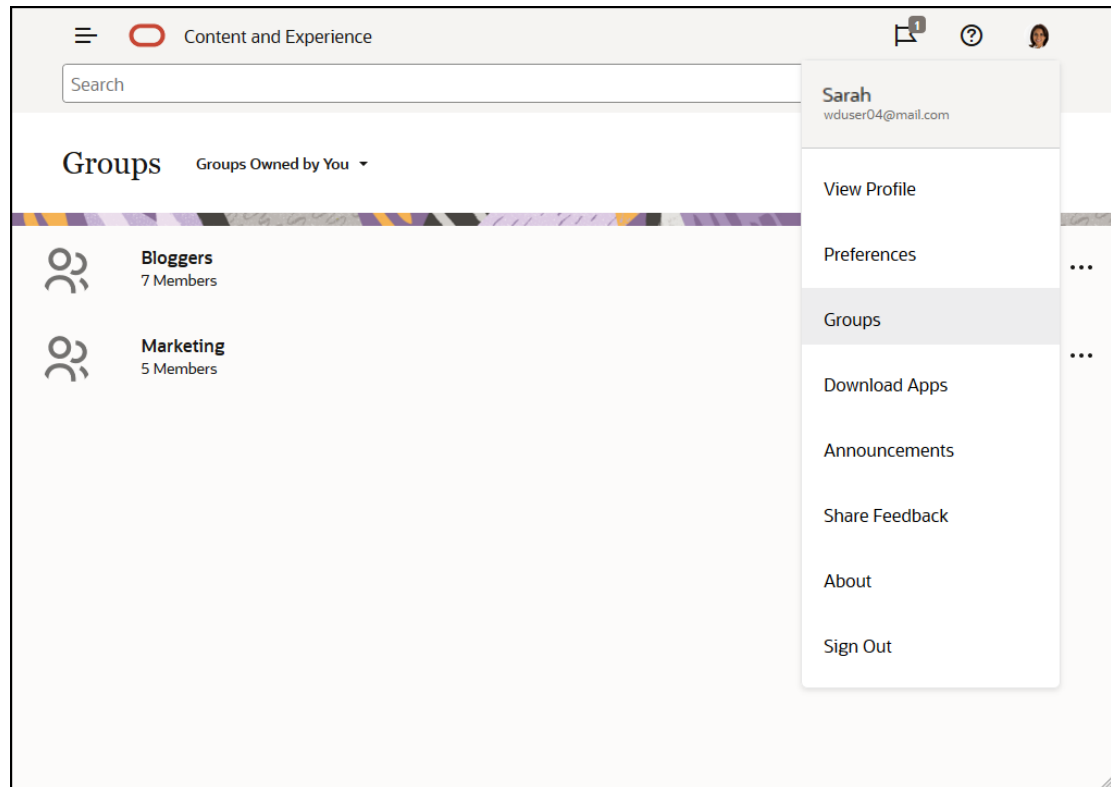 Content and Experience
1
Search
Sarah
wduser04@mail.com
Groups
Groups Owned by You
View Profile
Preferences
Bloggers
7 Members
Groups
Marketing
5 Members
Download Apps
Announcements
Share Feedback
About
Sign Out